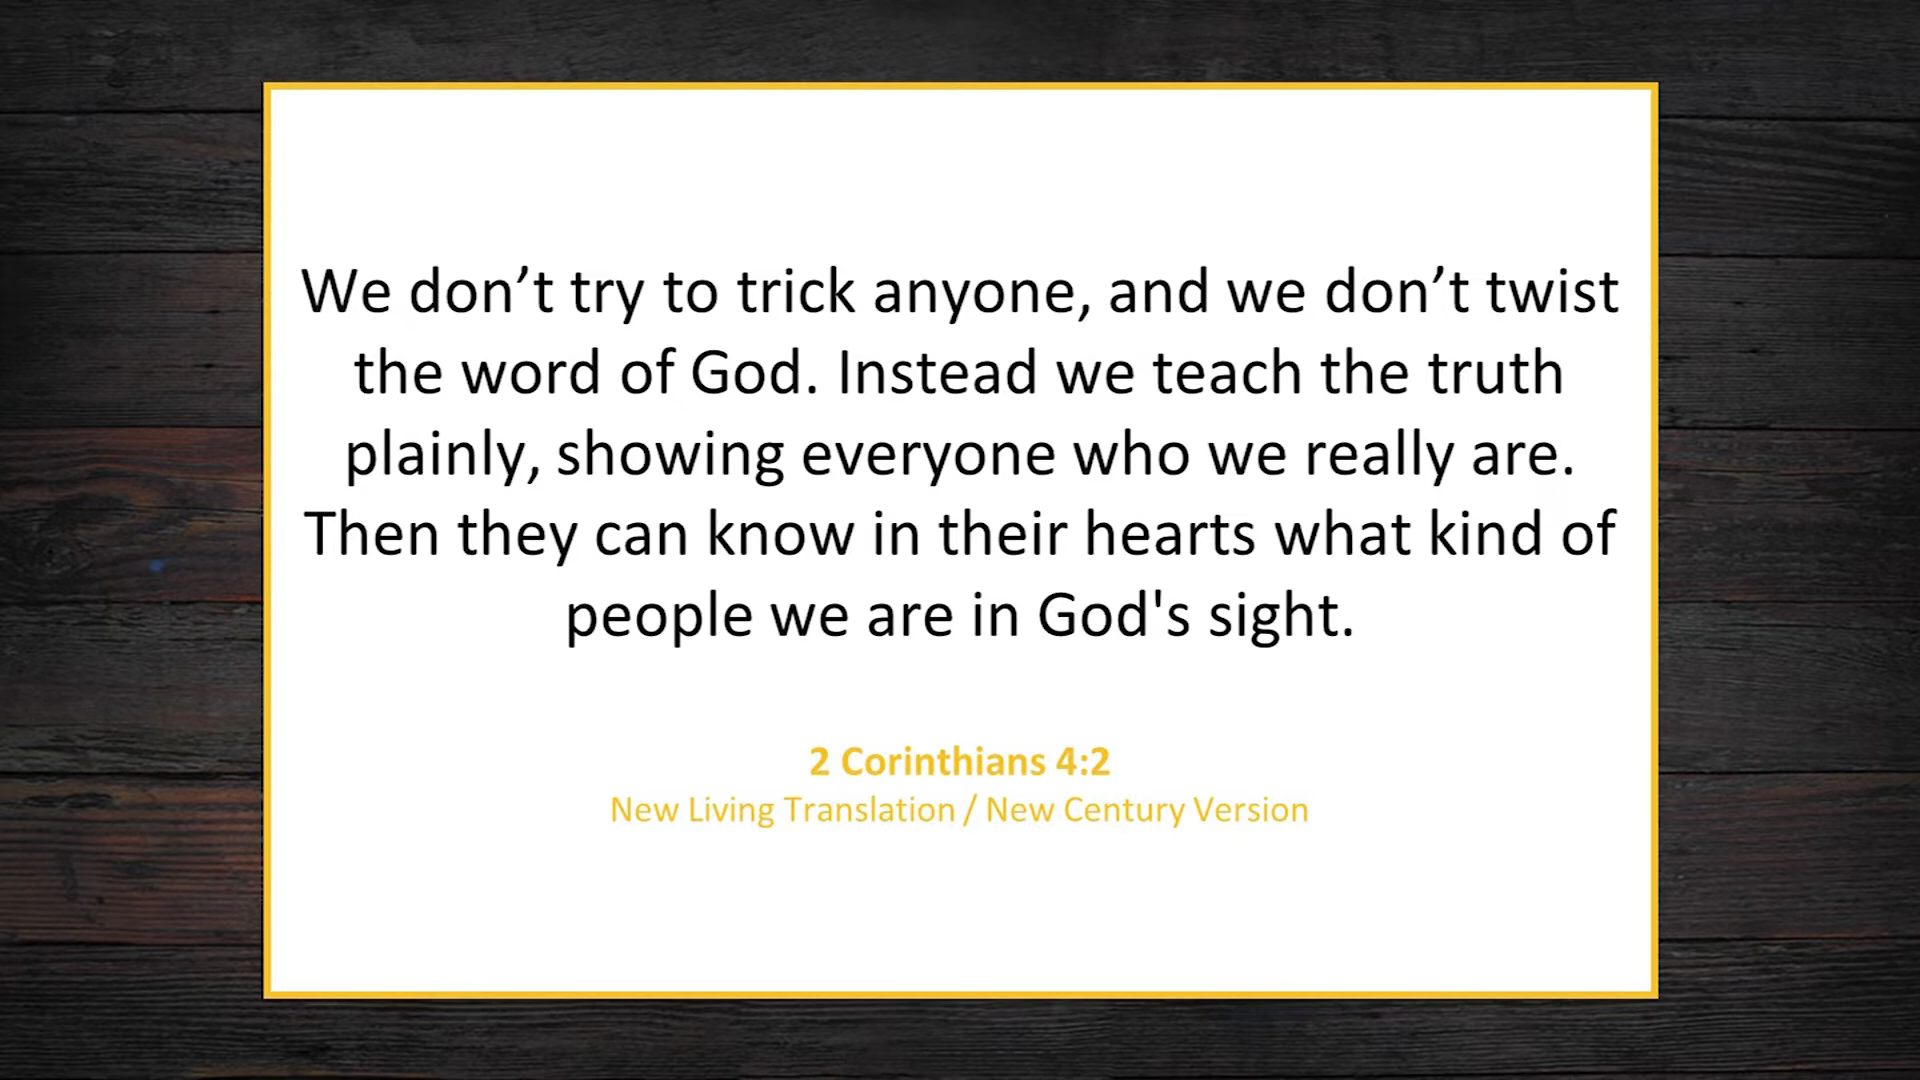 We don’t try to trick anyone, and we don’t twist
the word of God. Instead we teach the truth
plainly, showing everyone who we really are.
Then they can know in their hearts what kind of
people we are in God's sight.
2 Corinthians 4:2
New Living Translation / New Century Version